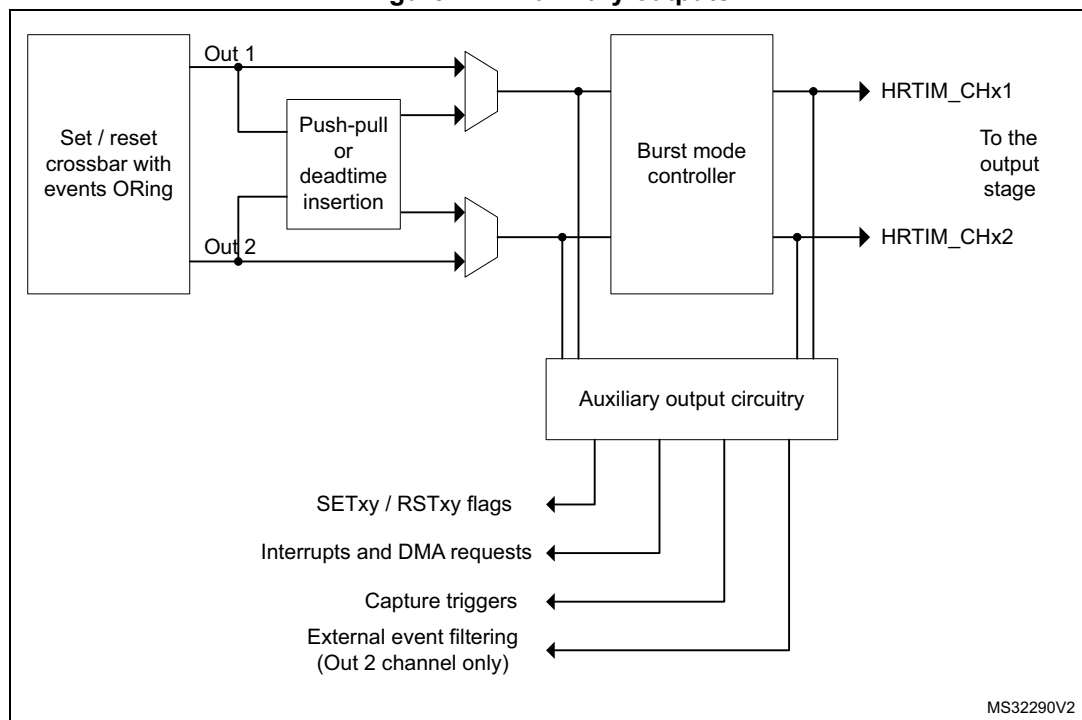 Out 1
Set / reset
crossbar with
events ORing
Push-pull
or
deadtime
insertion
Out 2
Burst mode
controller
HRTIM_CHx1
To the
output
stage
HRTIM_CHx2
Auxiliary output circuitry
SETxy / RSTxy flags
Interrupts and DMA requests
Capture triggers
External event filtering
(Out 2 channel only)
MS32290V2